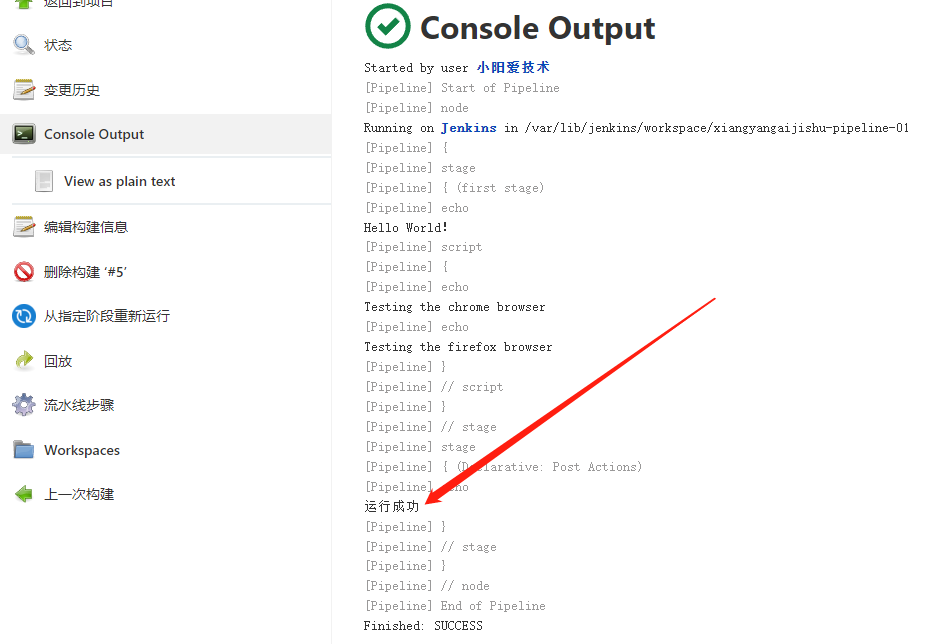 返回到项目
状态
变更历史
Console Output
View as plain text
编辑构建信息
删除构建 ‘#5’
从指定阶段重新运行
回放
流水线步骤
Workspaces
上一次构建
Console Output
Started by user 小阳爱技术
[Pipeline] Start of Pipeline
[Pipeline] node
Running on Jenkins in /var/lib/jenkins/workspace/xiangyangaijishu-pipeline-01
[Pipeline] {
[Pipeline] stage
[Pipeline] { (first stage)
[Pipeline] echo
Hello World!
[Pipeline] script
[Pipeline] {
[Pipeline] echo
Testing the chrome browser
[Pipeline] echo
Testing the firefox browser
[Pipeline] }
[Pipeline] // script
[Pipeline] }
[Pipeline] // stage
[Pipeline] stage
[Pipeline] { (Declarative: Post Actions)
[Pipeline] echo
运行成功
[Pipeline] }
[Pipeline] // stage
[Pipeline] }
[Pipeline] // node
[Pipeline] End of Pipeline
Finished: SUCCESS